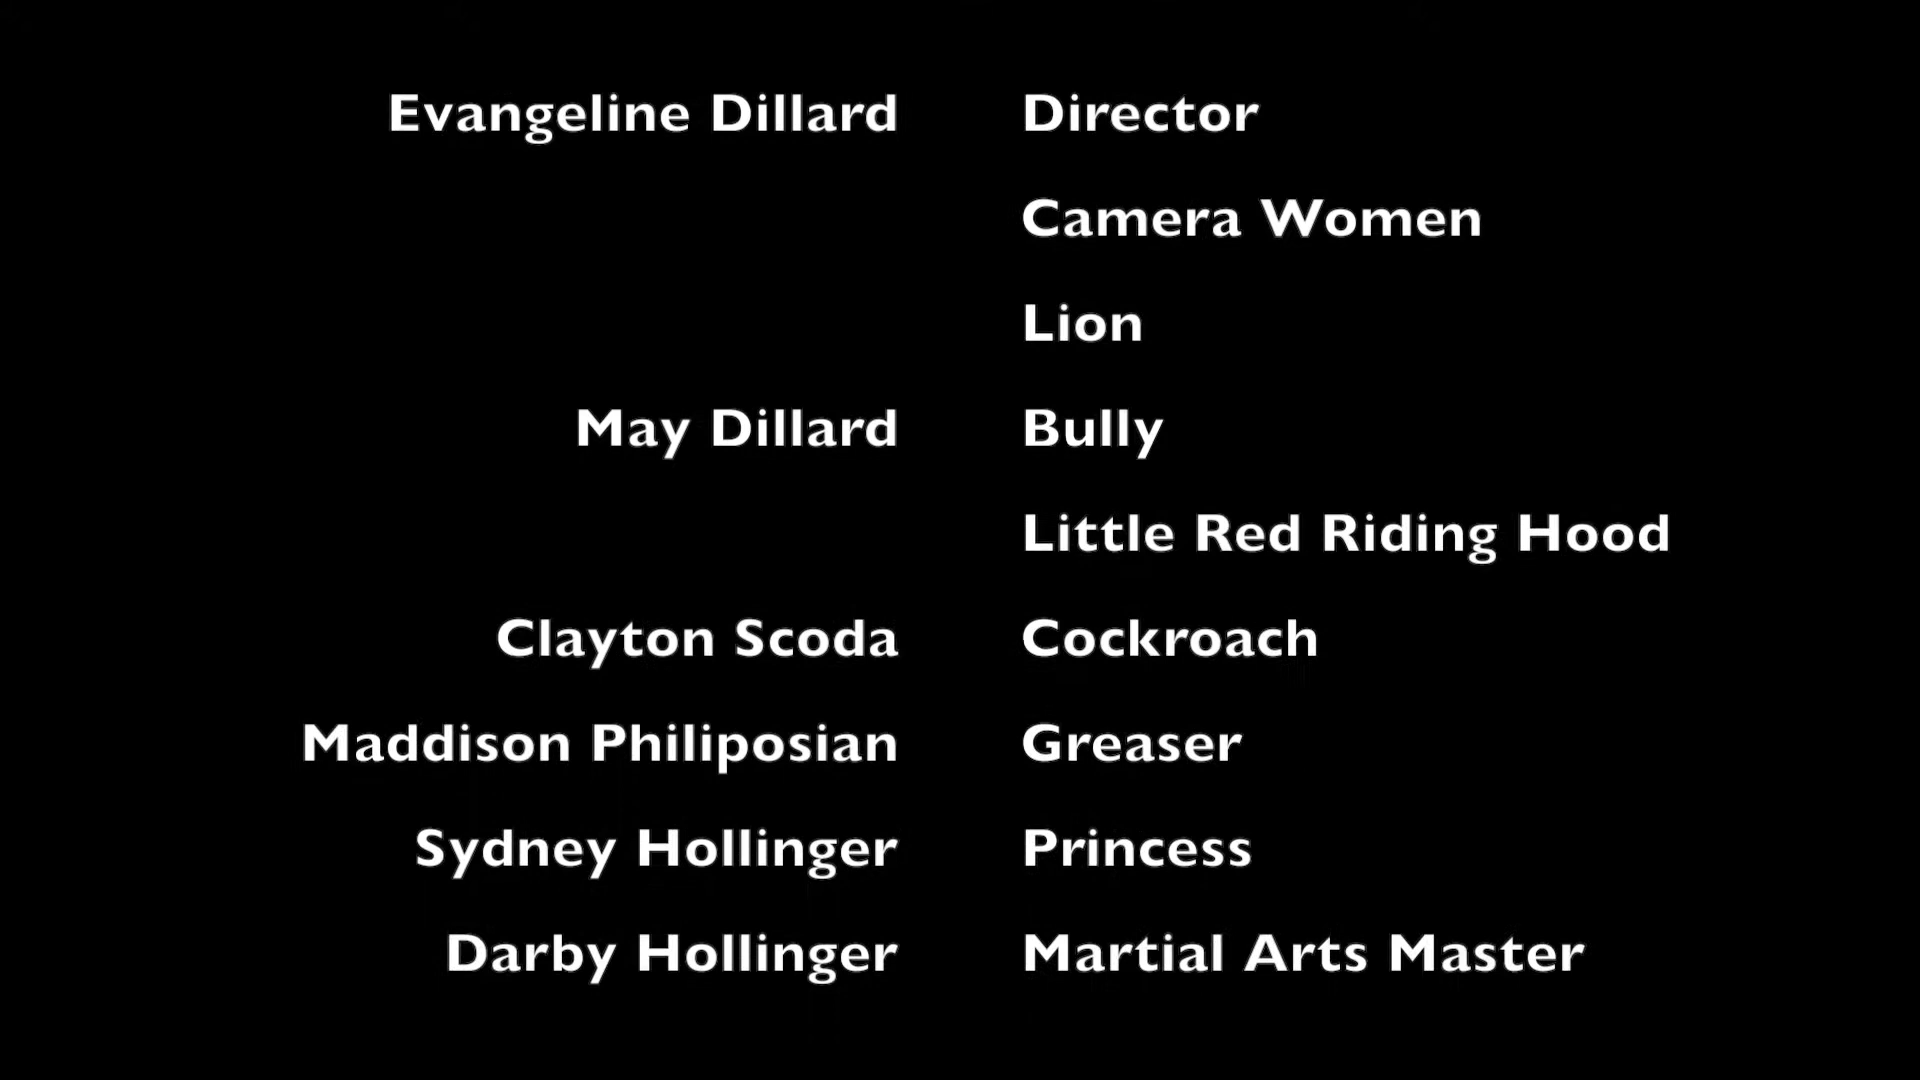 Evangeline Dillard Director
Camera Women
Lion
May Dillard Bully
Little Red Riding Hood
Clayton Scoda Cockroach
Maddison Philiposian Greaser
Sydney Hollinger Princess
Darby Hollinger Martial Arts Master